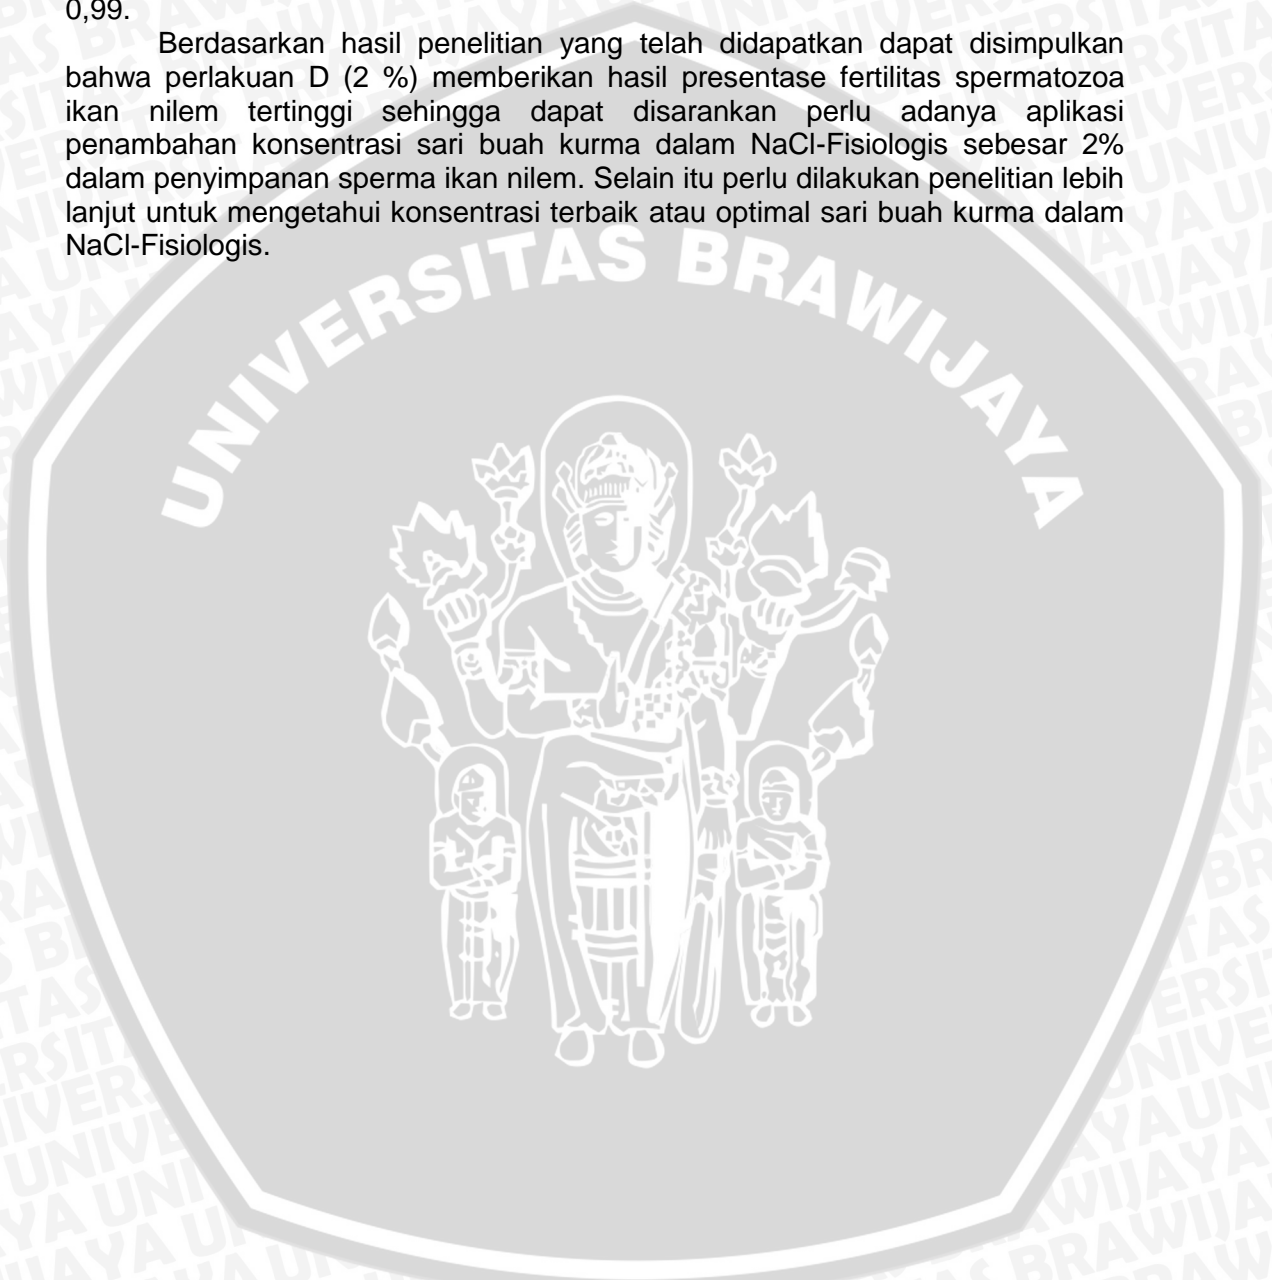 0,99.
Berdasarkan hasil penelitian yang telah didapatkan dapat disimpulkan
bahwa perlakuan D (2 %) memberikan hasil presentase fertilitas spermatozoa
ikan nilem tertinggi sehingga dapat disarankan perlu adanya aplikasi
penambahan konsentrasi sari buah kurma dalam NaCl-Fisiologis sebesar 2%
dalam penyimpanan sperma ikan nilem. Selain itu perlu dilakukan penelitian lebih
lanjut untuk mengetahui konsentrasi terbaik atau optimal sari buah kurma dalam
NaCl-Fisiologis.
UNIVERSITAS BRAWIJAYA